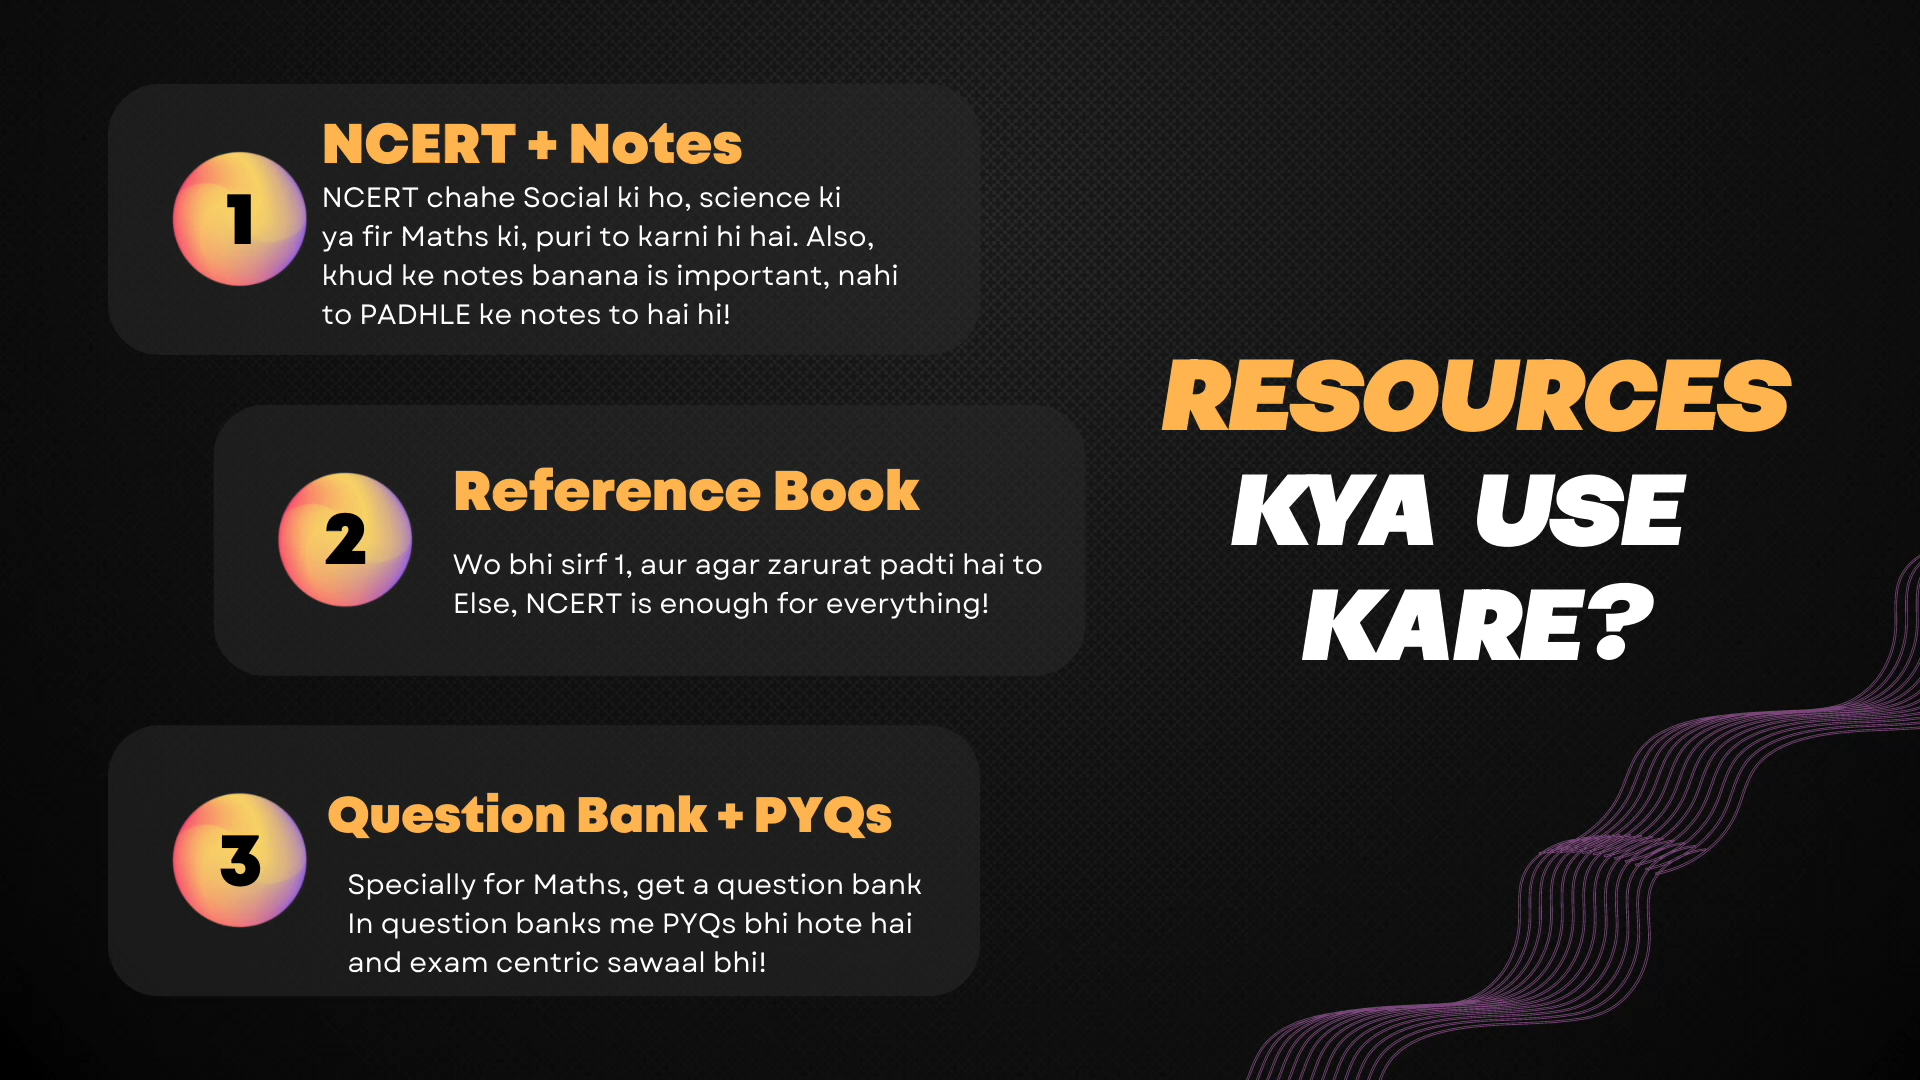 1
NCERT + Notes
NCERT chahe Social ki ho, science ki
ya fir Maths ki, puri to karni hi hai. Also,
khud ke notes banana is important, nahi
to PADHLE ke notes to hai hi!
2
Reference Book
Wo bhi sirf 1, aur agar zarurat padti hai to
Else, NCERT is enough for everything!
3
Question Bank + PYQs
Specially for Maths, get a question bank
In question banks me PYQs bhi hote hai
and exam centric sawaal bhi!
RESOURCES
KYA USE
KARE?